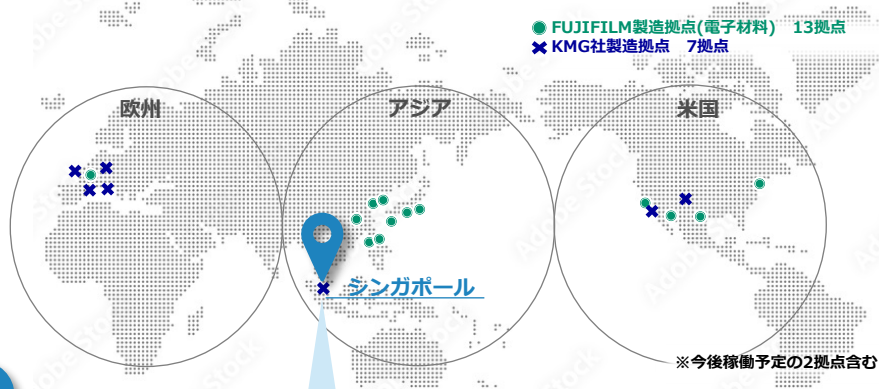 ● FUJIFILM製造拠点(電子材料) 13拠点
✖ KMG社製造拠点 7拠点
欧州
アジア
米国
シンガポール
※今後稼働予定の2拠点含む